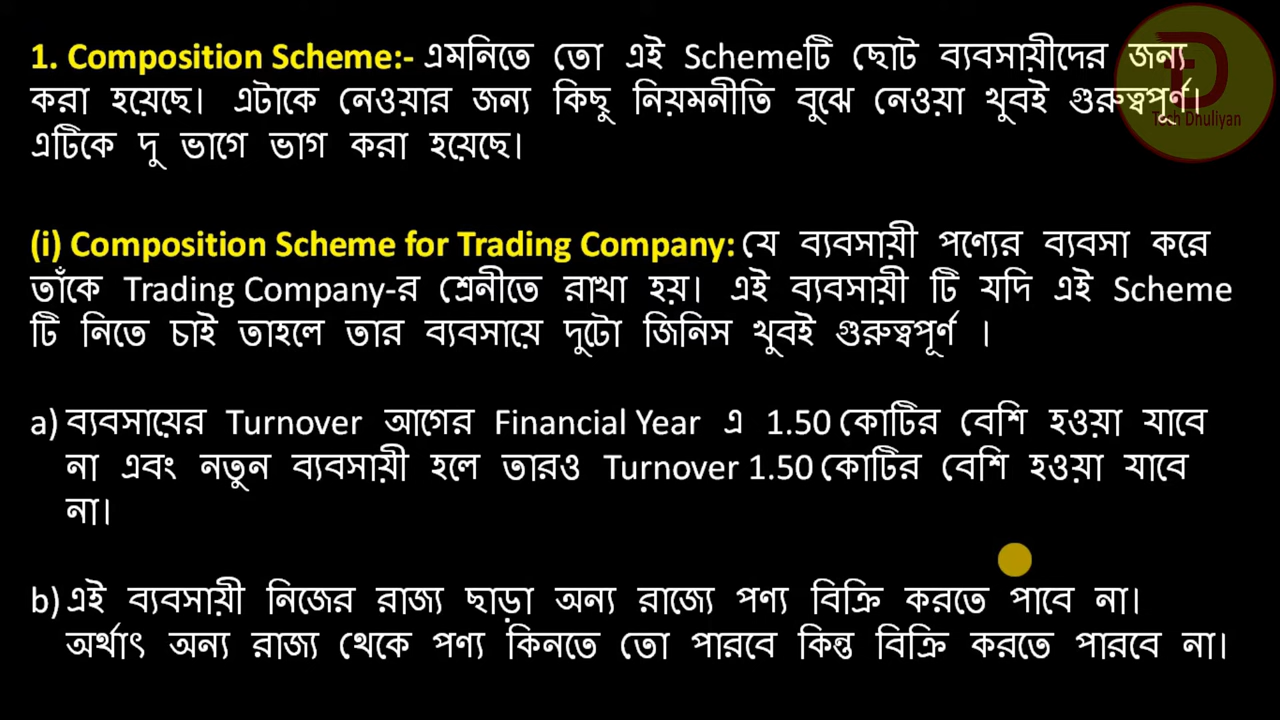 1. Composition Scheme:- এমনিতে তো এই Schemeটি ছোট ব্যবসায়ীদের জন্য
করা হয়েছে। এটাকে নেওয়ার জন্য কিছু নিয়মনীতি বুঝে নেওয়া খুবই গুরুত্বপূর্ণ।
এটিকে দু ভাগে ভাগ করা হয়েছে।
Tech Dhuliyan
(i) Composition Scheme for Trading Company: যে ব্যবসায়ী পণ্যের ব্যবসা করে
তাঁকে Trading Company-র শ্রেনীতে রাখা হয়। এই ব্যবসায়ী টি যদি এই Scheme
টি নিতে চাই তাহলে তার ব্যবসায়ে দুটো জিনিস খুবই গুরুত্বপূর্ণ ।
a) ব্যবসায়ের Turnover আগের Financial Year এ 1.50 কোটির বেশি হওয়া যাবে
না এবং নতুন ব্যবসায়ী হলে তারও Turnover 1.50 কোটির বেশি হওয়া যাবে
না।
b) এই ব্যবসায়ী নিজের রাজ্য ছাড়া অন্য রাজ্যে পণ্য বিক্রি করতে পাবে না।
অর্থাৎ অন্য রাজ্য থেকে পণ্য কিনতে তো পারবে কিন্ত বিক্রি করতে পারবে না।